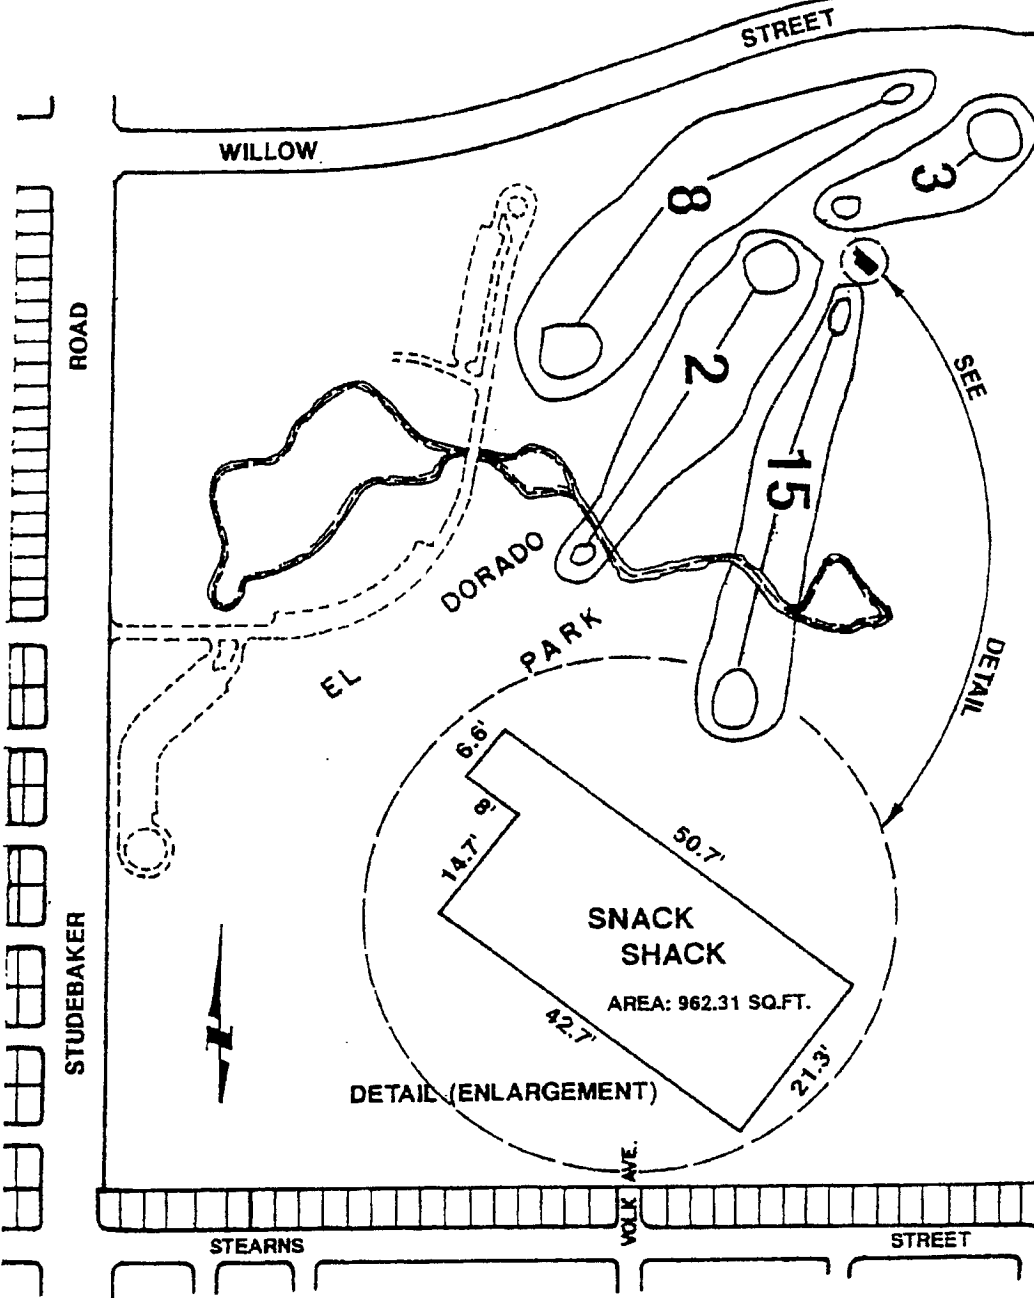 STREET
WILLOW
3
8
ROAD
2
SEE
15
DORADO
PARK
EL
DETAIL
6.6'
8'
14.7'
50.7'
SNACK
SHACK
AREA: 962.31 SQ.FT.
42.7'
21.3'
STUDEBAKER
N
DETAIL (ENLARGEMENT)
VOLK AVE.
STEARNS
STREET